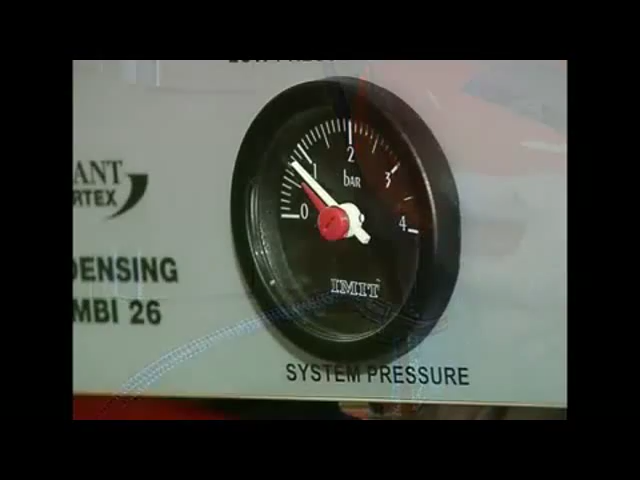 ANT
RTEX
DENSING
MBI 26
0 1 2 3 4
bAR
IMIT
SYSTEM PRESSURE